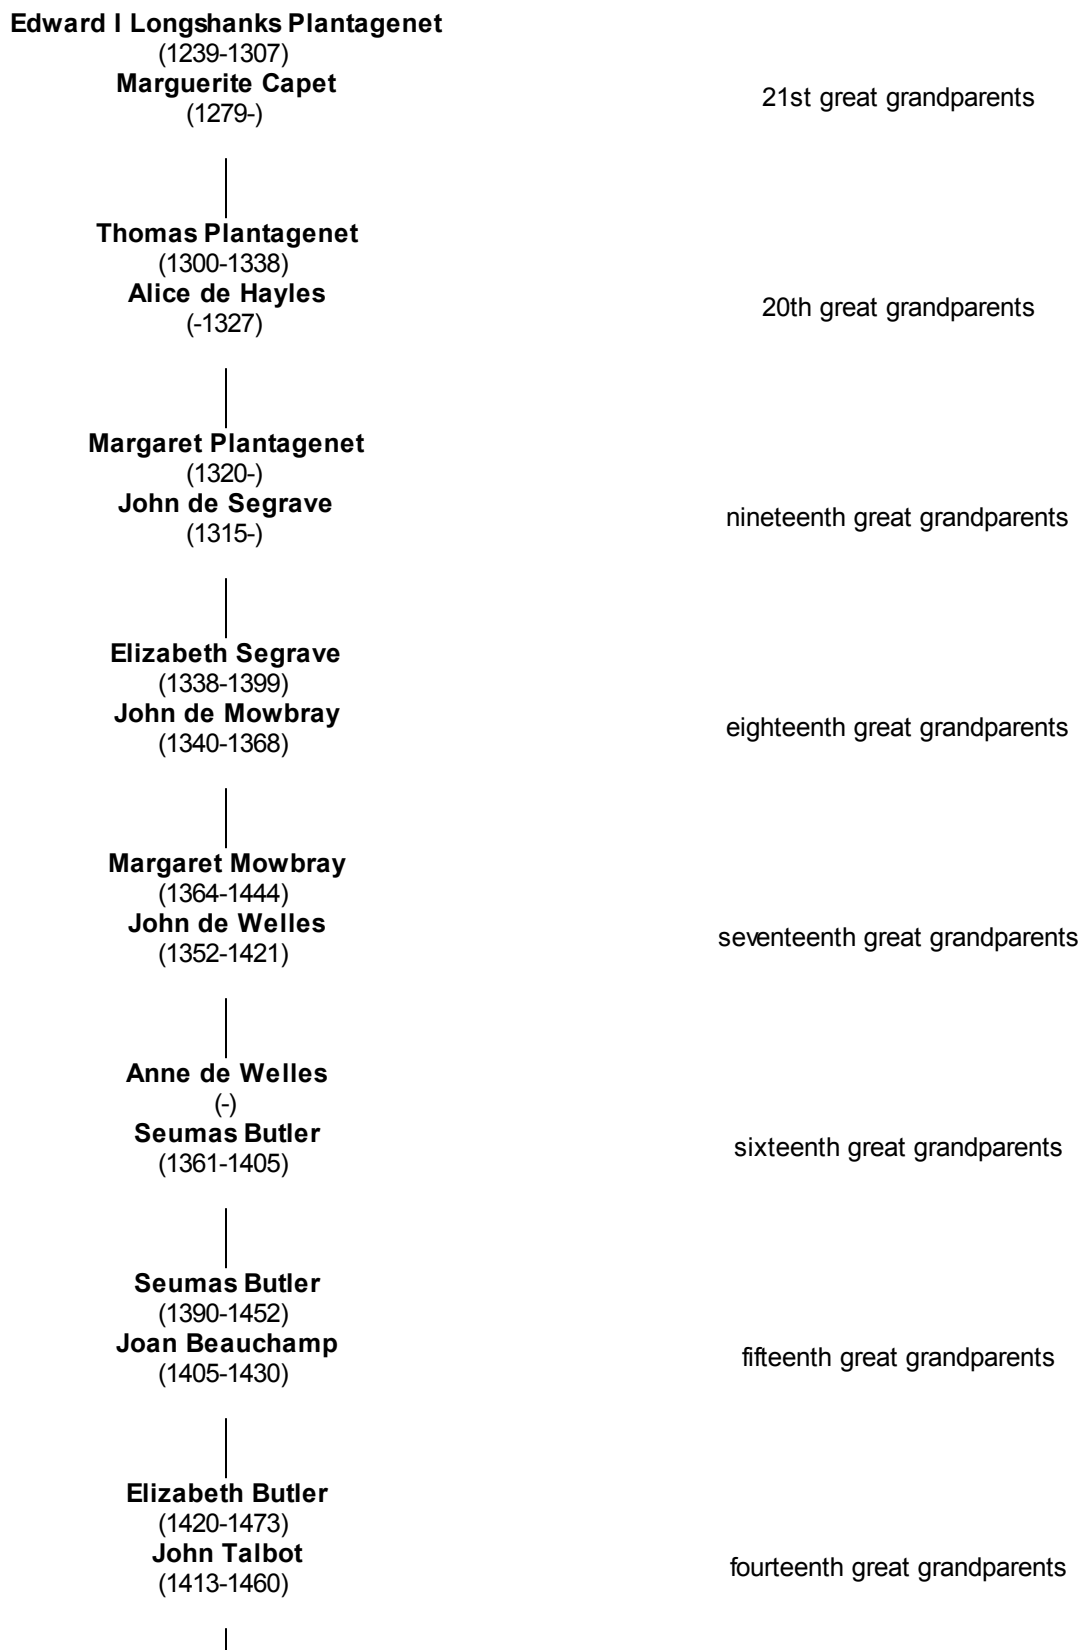 Edward I Longshanks Plantagenet
(1239-1307)
Marguerite Capet
(1279-)
21st great grandparents
Thomas Plantagenet
(1300-1338)
Alice de Hayles
(-1327)
20th great grandparents
Margaret Plantagenet
(1320-)
John de Segrave
(1315-)
nineteenth great grandparents
Elizabeth Segrave
(1338-1399)
John de Mowbray
(1340-1368)
eighteenth great grandparents
Margaret Mowbray
(1364-1444)
John de Welles
(1352-1421)
seventeenth great grandparents
Anne de Welles
(-)
Seumas Butler
(1361-1405)
sixteenth great grandparents
Seumas Butler
(1390-1452)
Joan Beauchamp
(1405-1430)
fifteenth great grandparents
Elizabeth Butler
(1420-1473)
John Talbot
(1413-1460)
fourteenth great grandparents